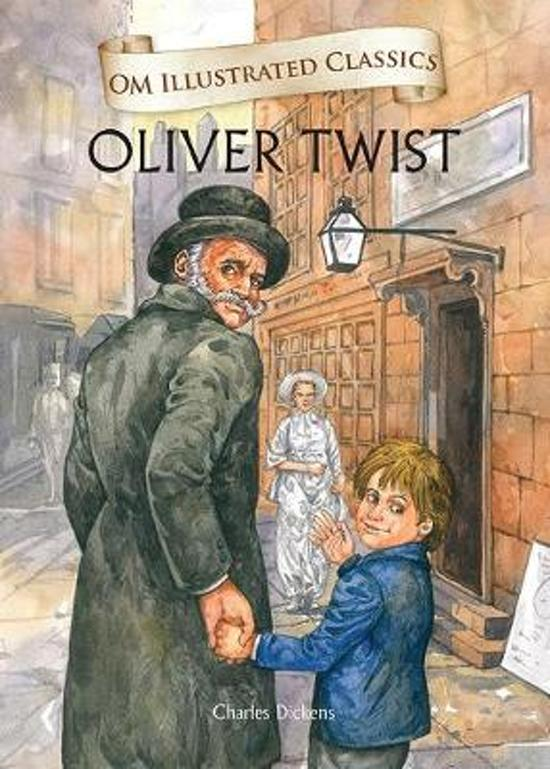 OM ILLUSTRATED CLASSICS
OLIVER TWIST
Charles Dickens